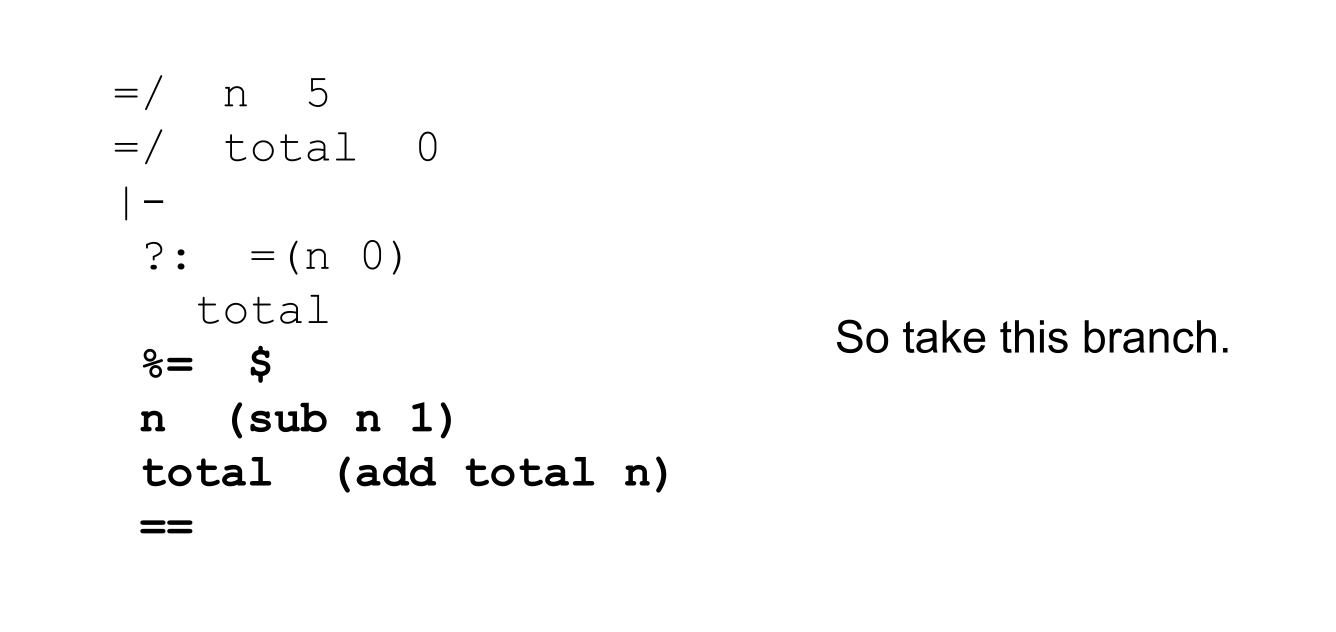 =/  n  5
=/  total  0
|-
?:  =(n 0)
total
%=  $
n  (sub n 1)
total  (add total n)
==
So take this branch.